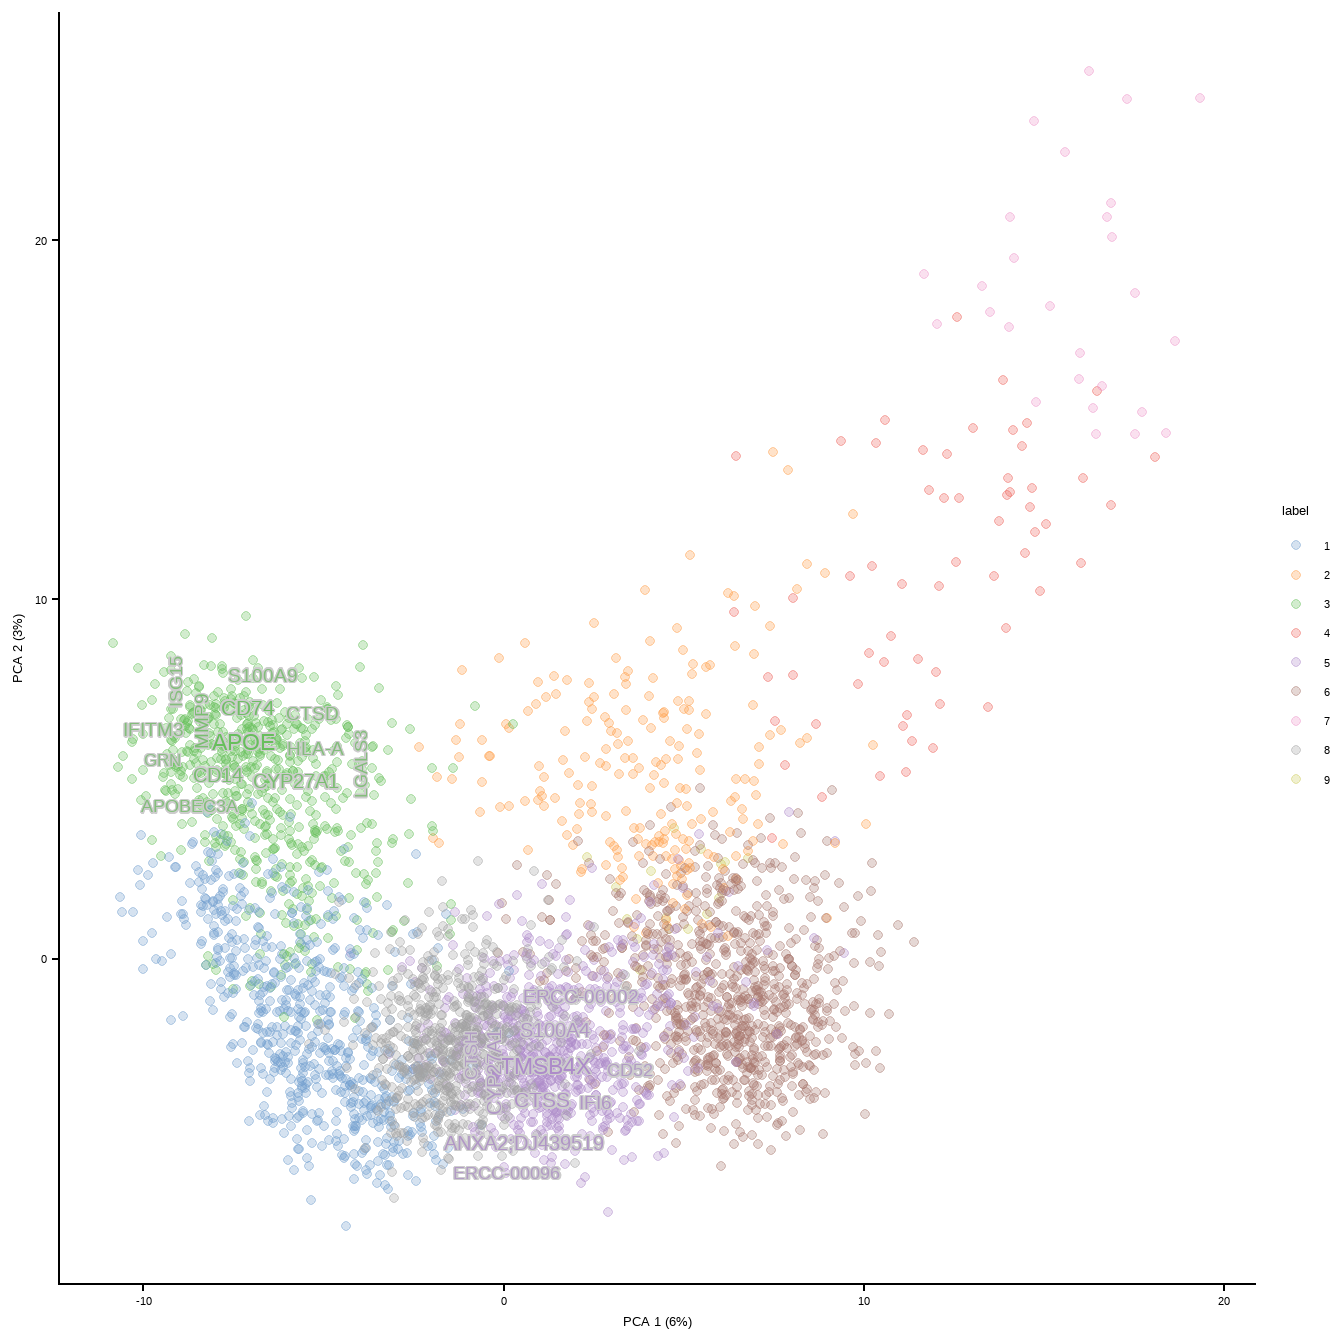 20
10
0
-10
0
10
20
PCA 1 (6%)
PCA 2 (3%)
label
1
2
3
4
5
6
7
8
9
ISG15
S100A9
MMP9
CD74
CTSD
IFITM3
APOE
HLA-A
LGALS3
GRN
CD14
CYP27A1
APOBEC3A
ERCC-00002
S100A4
CTSH
CYP27A1
TMSB4X
CD52
CTSS
IFI6
ANXA2;DJ439519
ERCC-00096